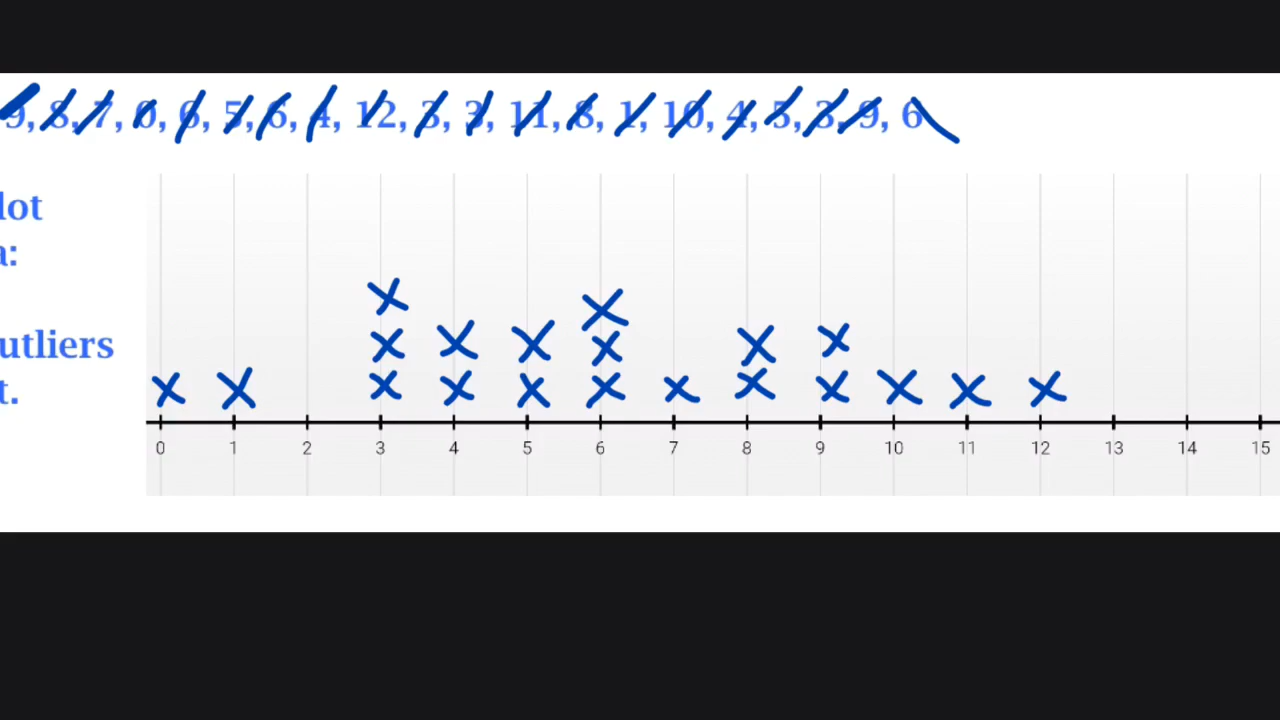 9, 8, 7, 0, 6, 5, 6, 4, 12, 3, 3, 11, 8, 1, 10, 4, 5, 3, 9, 6
lot
a:
utliers
t.
0 1 2 3 4 5 6 7 8 9 10 11 12 13 14 15